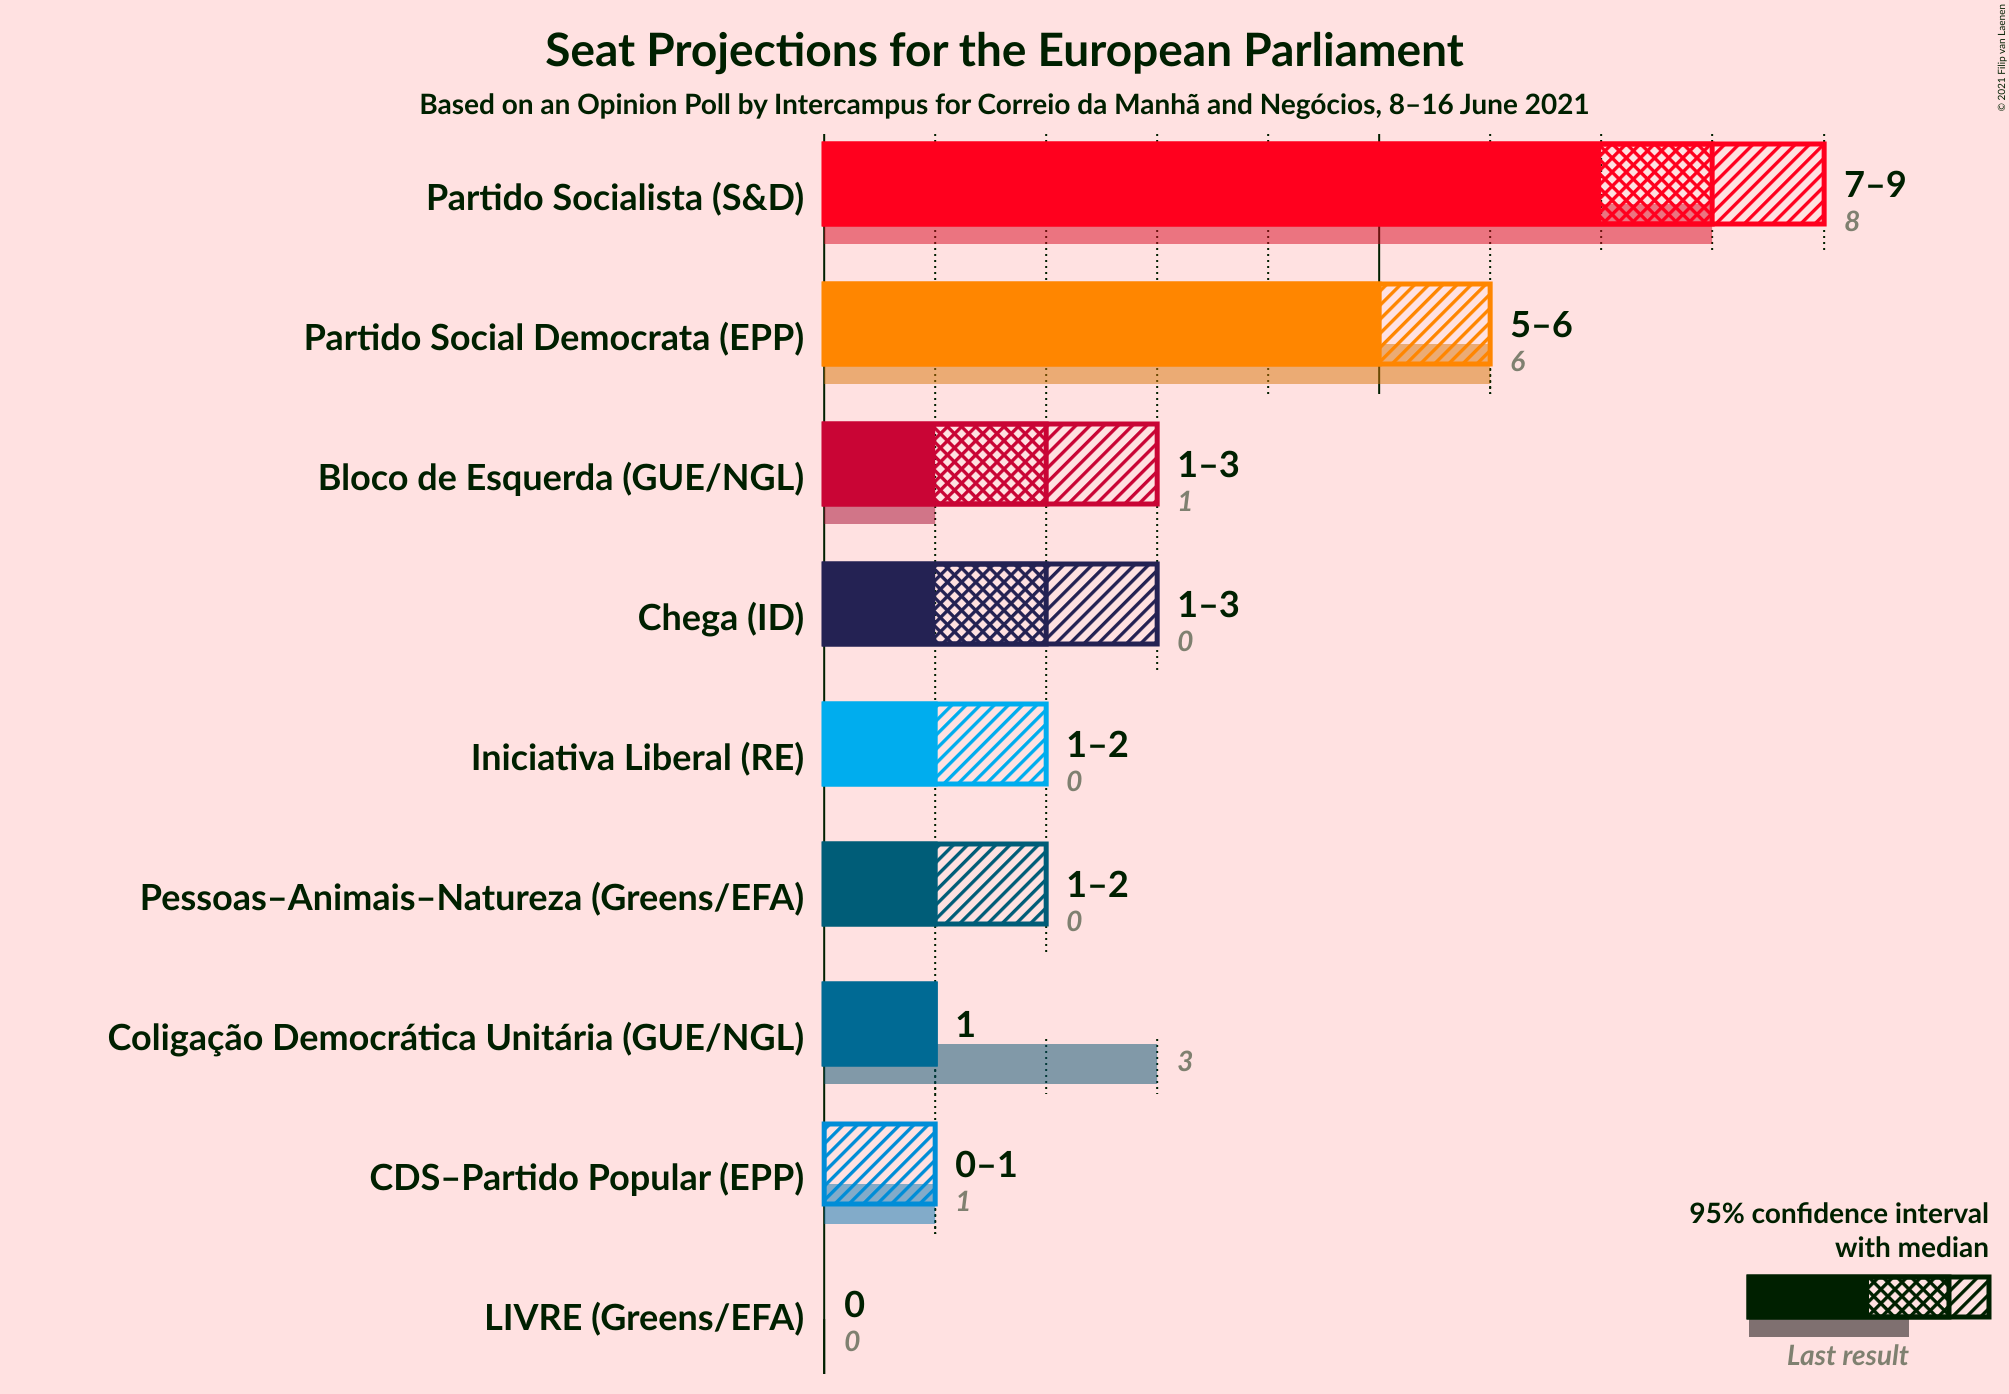 Seat Projections for the European Parliament
Based on an Opinion Poll by Intercampus for Correio da Manhã and Negócios, 8–16 June 2021
© 2021 Filip van Laenen
Partido Socialista (S&D)
7–9
8
Partido Social Democrata (EPP)
5–6
6
Bloco de Esquerda (GUE/NGL)
1–3
1
Chega (ID)
1–3
0
Iniciativa Liberal (RE)
1–2
0
Pessoas–Animais–Natureza (Greens/EFA)
1–2
0
Coligação Democrática Unitária (GUE/NGL)
1
3
CDS–Partido Popular (EPP)
0–1
1
LIVRE (Greens/EFA)
0
0
95% confidence interval
with median
Last result